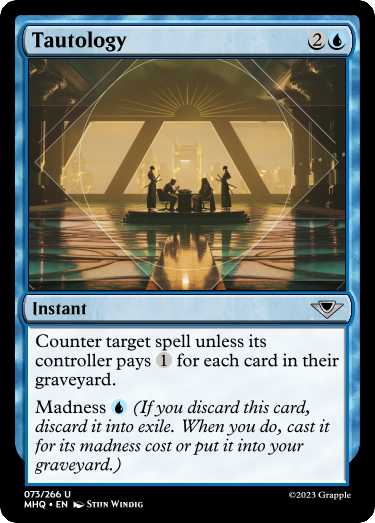 Tautology 2
Instant
Counter target spell unless its
controller pays 1 for each card in their
graveyard.
Madness (If you discard this card,
discard it into exile. When you do, cast it
for its madness cost or put it into your
graveyard.)
073/266 U
MHQ • EN Stijn Windig
©2023 Grapple